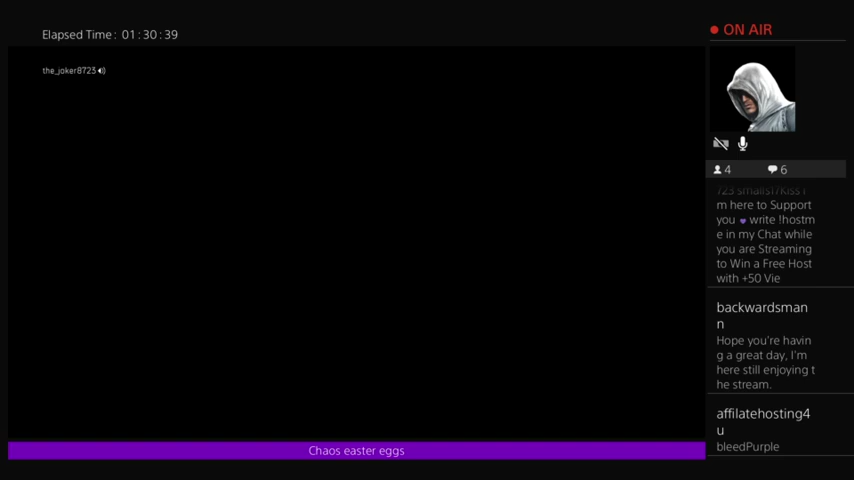 Elapsed Time: 01:30:39
ON AIR
the_joker8723
4 6
m here to Support
you 💜 write !hostm
e in my Chat while
you are Streaming
to Win a Free Host
with +50 Vie
backwardsman
n
Hope you're havin
g a great day, I'm
here still enjoying t
he stream.
affilatehosting4
u
bleedPurple
Chaos easter eggs